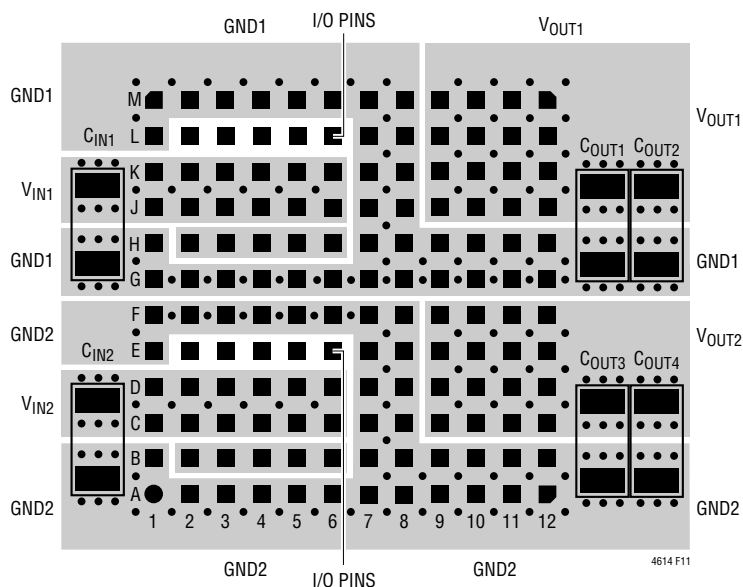 GND1 I/O PINS VOUT1
GND1
M
CIN1 L
VOUT1
COUT1 COUT2
K
VIN1
J
GND1 H GND1
G
GND2 F
CIN2 E
VOUT2
COUT3 COUT4
D
VIN2
C
B
GND2 A GND2
1 2 3 4 5 6 7 8 9 10 11 12
GND2 I/O PINS GND2
4614 F11